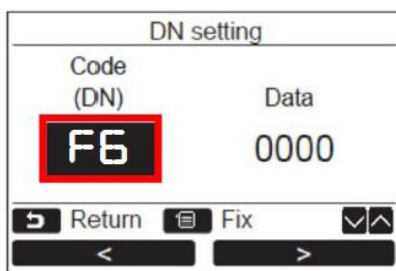 DN setting
Code
(DN) Data
F6 0000
Return Fix
< >